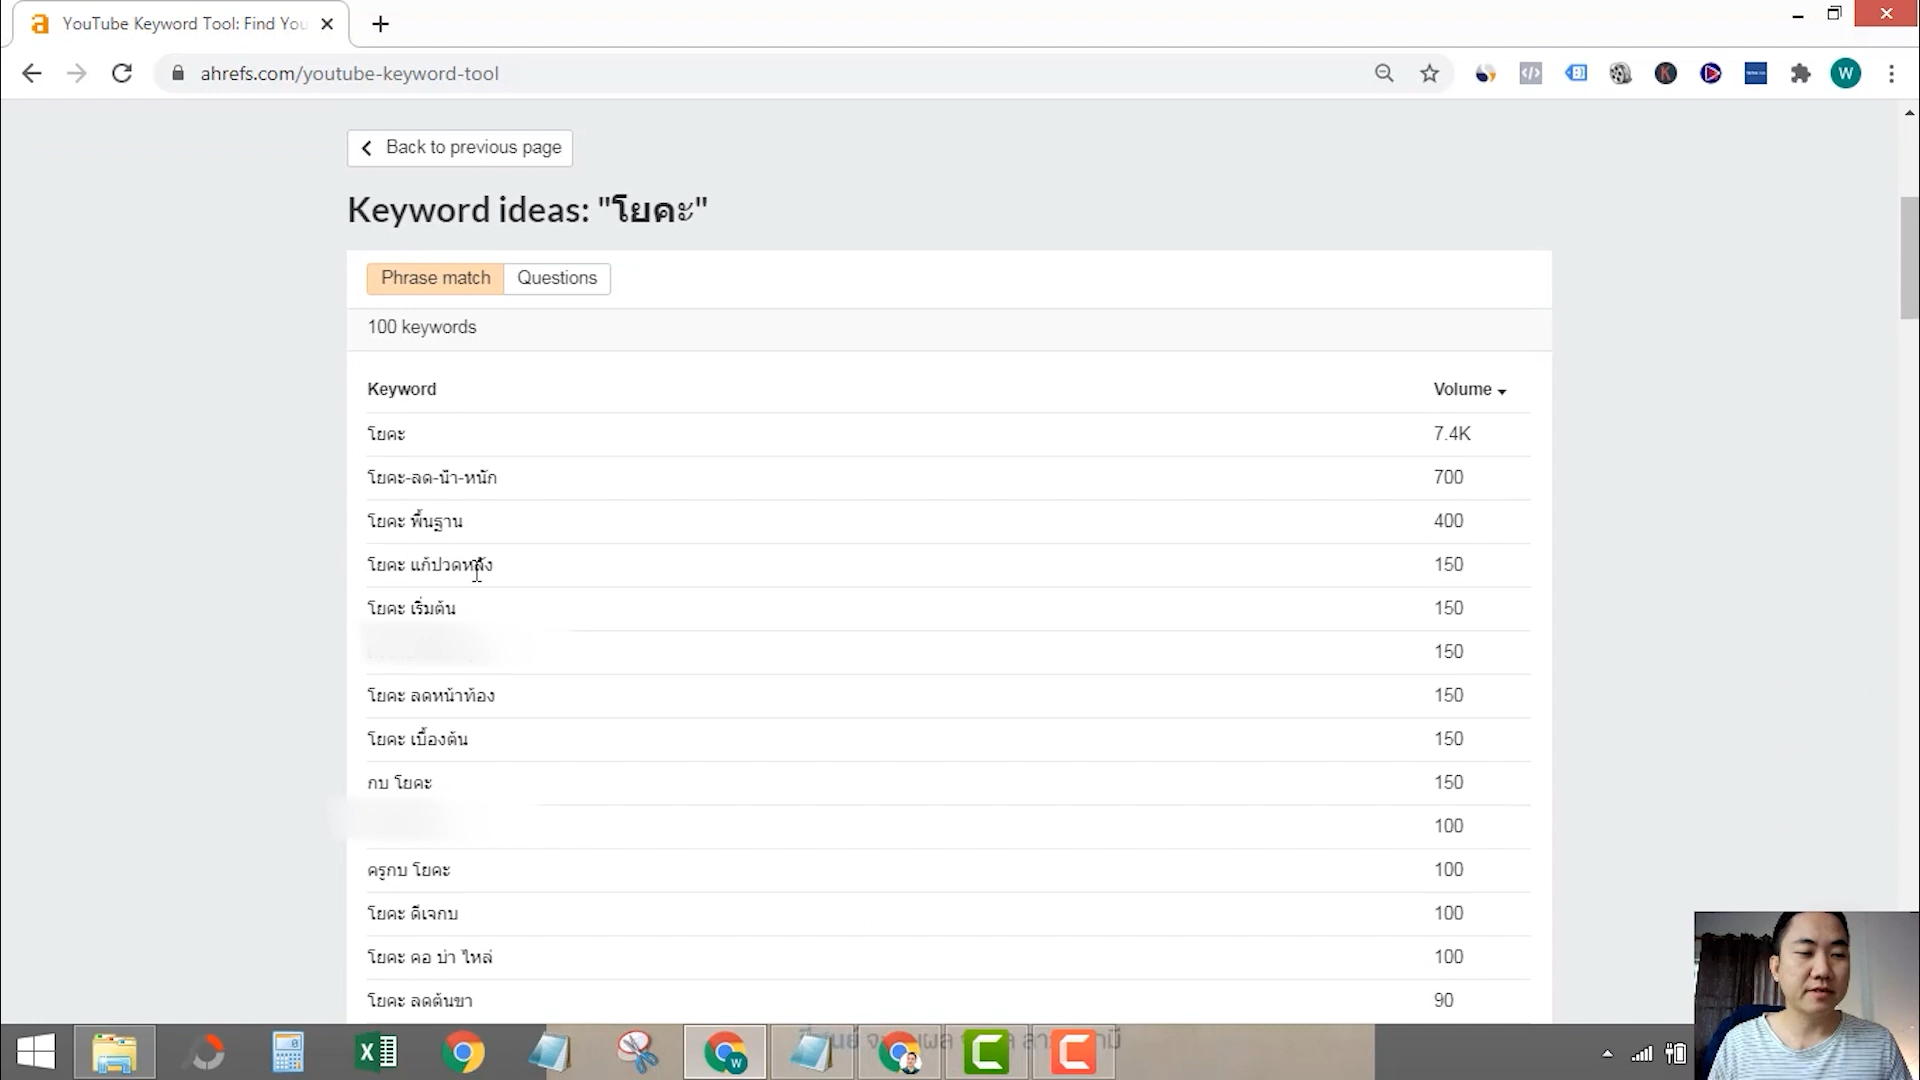 YouTube Keyword Tool: Find You
ahrefs.com/youtube-keyword-tool
W
Back to previous page
Keyword ideas: "โยคะ"
Phrase match Questions
100 keywords
Keyword Volume
โยคะ 7.4K
โยคะ-ลด-น้ำ-หนัก 700
โยคะ พื้นฐาน 400
โยคะ แก้ปวดหลัง 150
โยคะ เริ่มต้น 150
150
โยคะ ลดหน้าท้อง 150
โยคะ เบื้องต้น 150
กบ โยคะ 150
100
ครูกบ โยคะ 100
โยคะ ดีเจกบ 100
โยคะ คอ บ่า ไหล่ 100
โยคะ ลดต้นขา 90